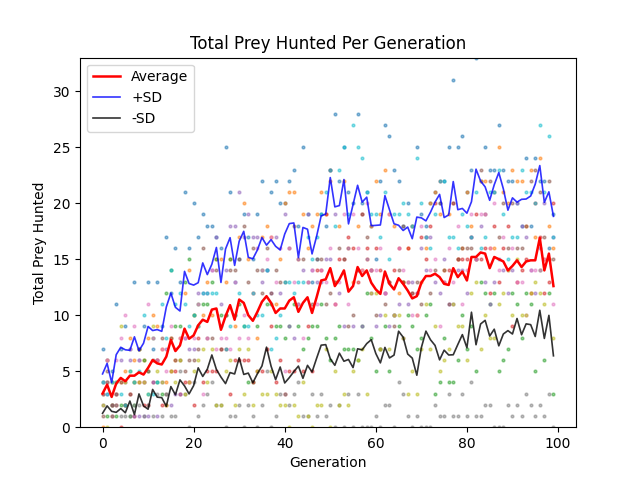 Total Prey Hunted Per Generation
Average
+SD
-SD
Total Prey Hunted
30
25
20
15
10
5
0
0 20 40 60 80 100
Generation